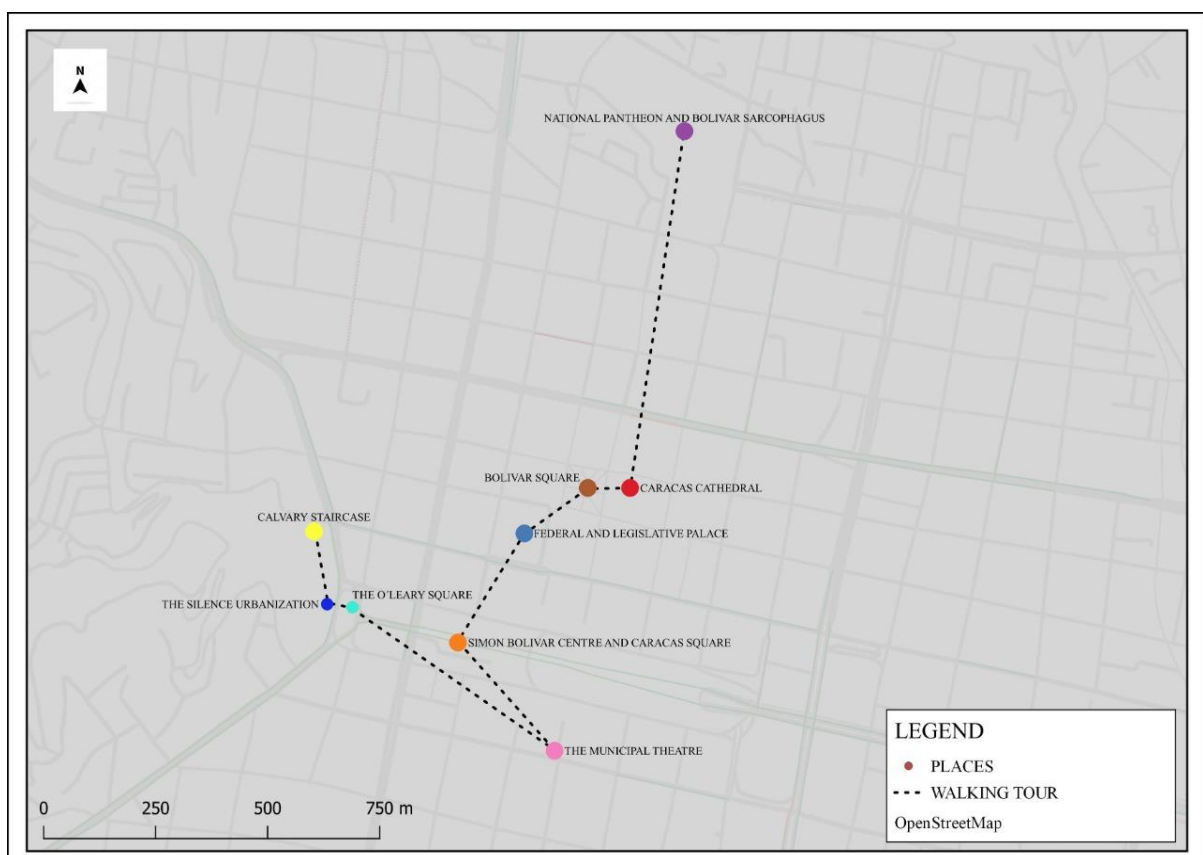 N
NATIONAL PANTHEON AND BOLIVAR SARCOPHAGUS
BOLIVAR SQUARE
CARACAS CATHEDRAL
CALVARY STAIRCASE
FEDERAL AND LEGISLATIVE PALACE
THE O´LEARY SQUARE
THE SILENCE URBANIZATION
SIMON BOLIVAR CENTRE AND CARACAS SQUARE
THE MUNICIPAL THEATRE
LEGEND
PLACES
WALKING TOUR
OpenStreetMap
0 250 500 750 m